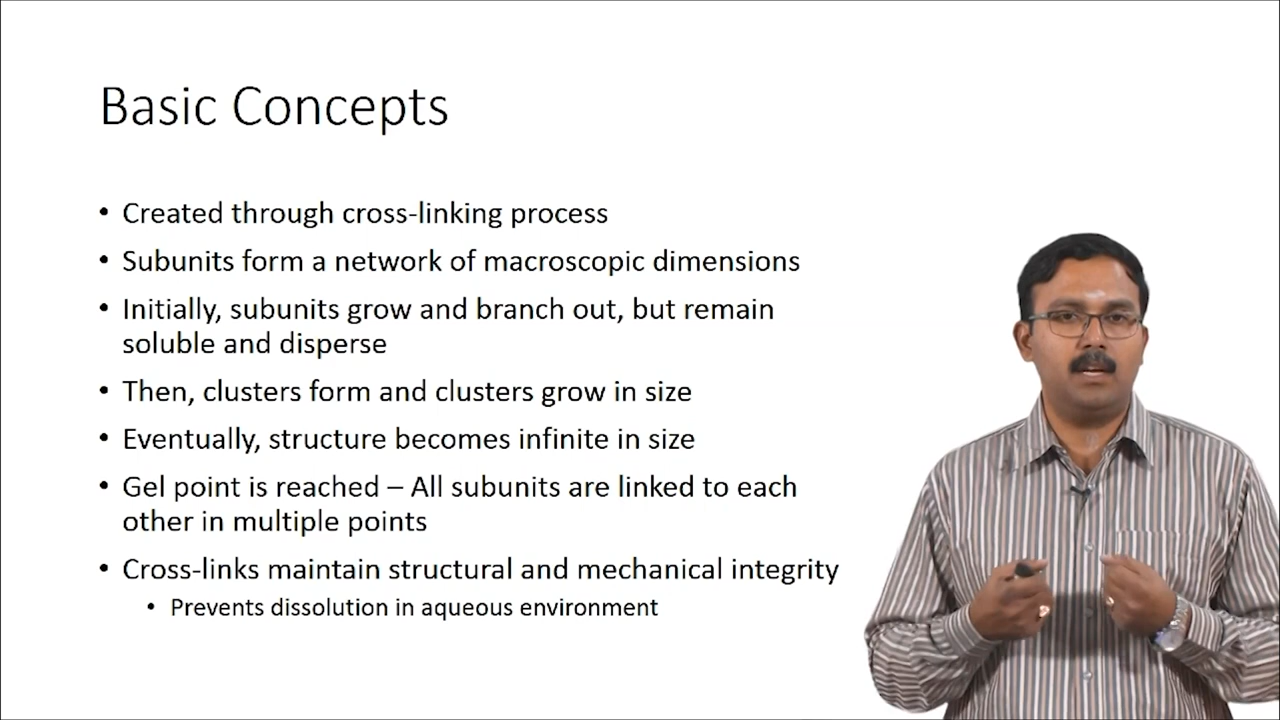 Basic Concepts
• Created through cross-linking process
• Subunits form a network of macroscopic dimensions
• Initially, subunits grow and branch out, but remain
soluble and disperse
• Then, clusters form and clusters grow in size
• Eventually, structure becomes infinite in size
• Gel point is reached – All subunits are linked to each
other in multiple points
• Cross-links maintain structural and mechanical integrity
• Prevents dissolution in aqueous environment